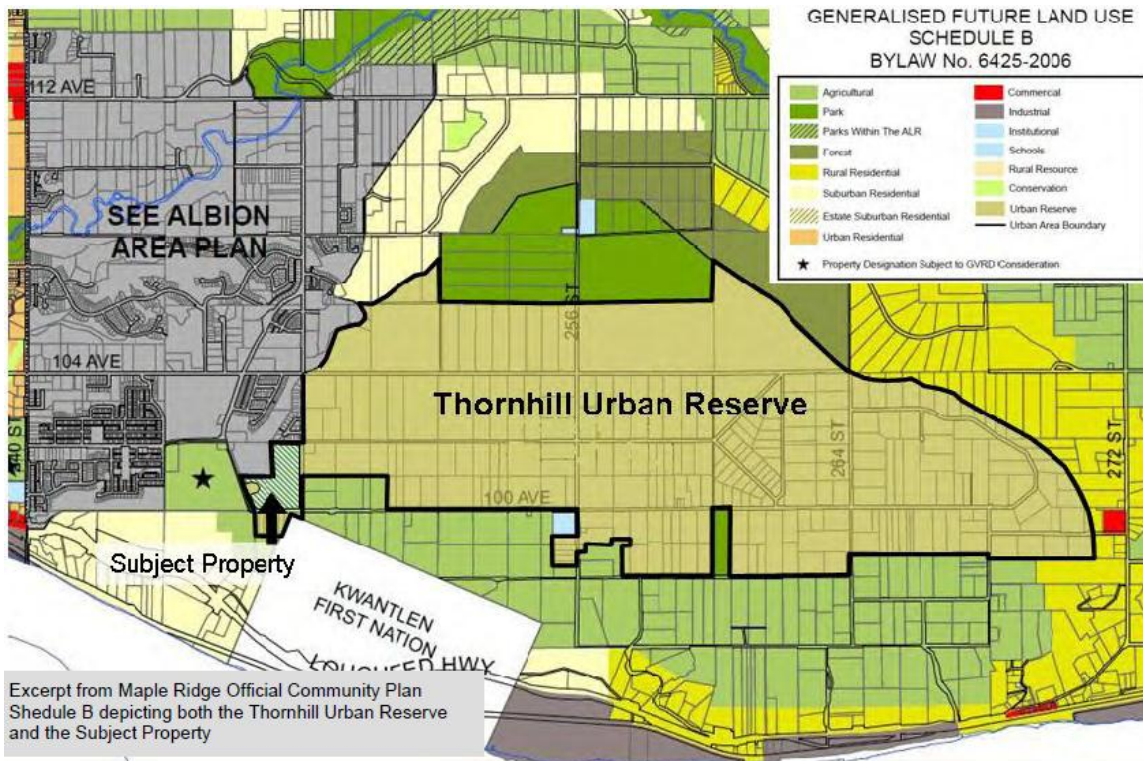 GENERALISED FUTURE LAND USE
SCHEDULE B
BYLAW No. 6425-2006
Agricultural
Park
Parks Within The ALR
Forest
Rural Residential
Suburban Residential
Estate Suburban Residential
Urban Residential
Commercal
Industrial
Institutional
Schools
Rural Resource
Conservation
Urban Reserve
Urban Area Boundary
★ Property Designation Subject to GVRD Consideration
112 AVE
SEE ALBION
AREA PLAN
256 ST
104 AVE
Thornhill Urban Reserve
240 ST
264 ST
272 ST
★
100 AVE
Subject Property
KWANTLEN
FIRST NATION
LOUGHEED HWY
Excerpt from Maple Ridge Official Community Plan
Shedule B depicting both the Thornhill Urban Reserve
and the Subject Property